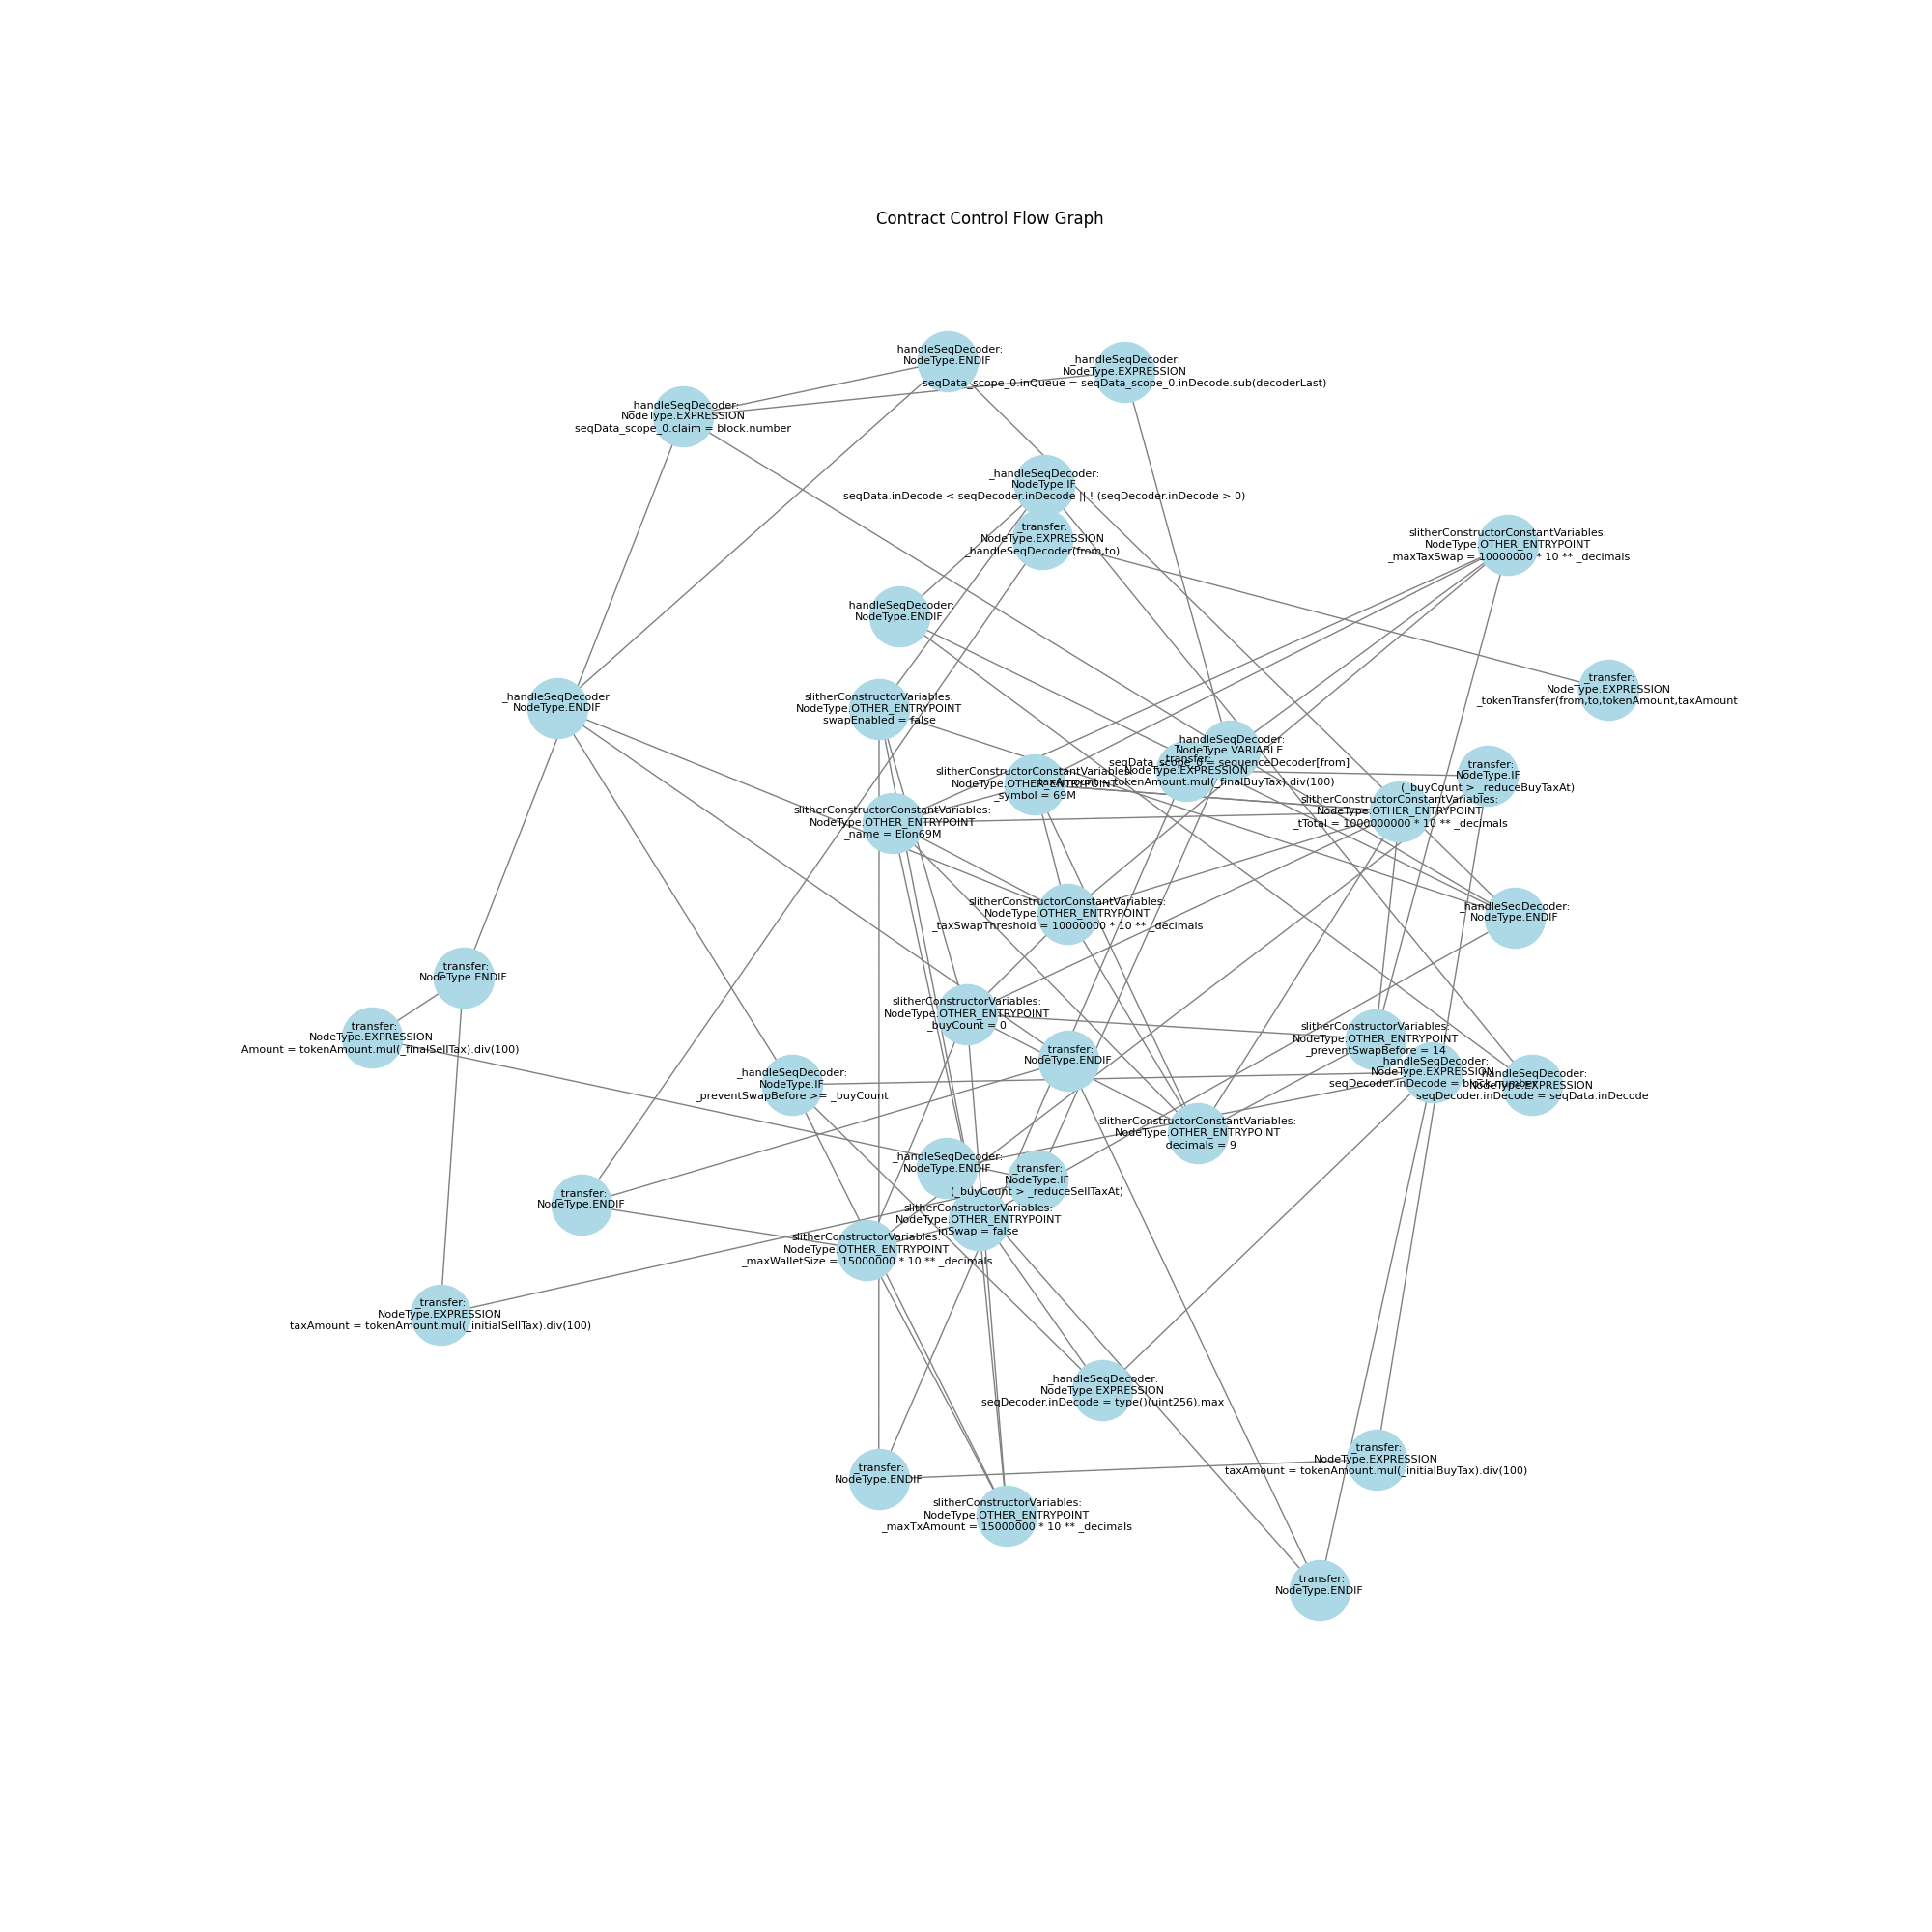 Contract Control Flow Graph
_handleSeqDecoder:
NodeType.ENDIF
_handleSeqDecoder:
NodeType.EXPRESSION
seqData_scope_0.inQueue = seqData_scope_0.inDecode.sub(decoderLast)
_handleSeqDecoder:
NodeType.EXPRESSION
seqData_scope_0.claim = block.number
_handleSeqDecoder:
NodeType.IF
seqData.inDecode < seqDecoder.inDecode || ! (seqDecoder.inDecode > 0)
_transfer:
NodeType.EXPRESSION
_handleSeqDecoder(from,to)
slitherConstructorConstantVariables:
NodeType.OTHER_ENTRYPOINT
_maxTaxSwap = 10000000 * 10 ** _decimals
_handleSeqDecoder:
NodeType.ENDIF
_transfer:
NodeType.EXPRESSION
_tokenTransfer(from,to,tokenAmount,taxAmount
_handleSeqDecoder:
NodeType.ENDIF
slitherConstructorVariables:
NodeType.OTHER_ENTRYPOINT
swapEnabled = false
_handleSeqDecoder:
NodeType.VARIABLE
seqData_scope_0 = sequenceDecoder[from]
_transfer:
NodeType.EXPRESSION
taxAmount = tokenAmount.mul(_finalBuyTax).div(100)
_transfer:
NodeType.IF
(_buyCount > _reduceBuyTaxAt)
slitherConstructorConstantVariables:
NodeType.OTHER_ENTRYPOINT
_symbol = 69M
slitherConstructorConstantVariables:
NodeType.OTHER_ENTRYPOINT
_tTotal = 1000000000 * 10 ** _decimals
slitherConstructorConstantVariables:
NodeType.OTHER_ENTRYPOINT
_name = Elon69M
slitherConstructorConstantVariables:
NodeType.OTHER_ENTRYPOINT
_taxSwapThreshold = 10000000 * 10 ** _decimals
_handleSeqDecoder:
NodeType.ENDIF
_transfer:
NodeType.ENDIF
slitherConstructorVariables:
NodeType.OTHER_ENTRYPOINT
_buyCount = 0
_transfer:
NodeType.EXPRESSION
Amount = tokenAmount.mul(_finalSellTax).div(100)
slitherConstructorVariables:
NodeType.OTHER_ENTRYPOINT
_preventSwapBefore = 14
_transfer:
NodeType.ENDIF
_handleSeqDecoder:
NodeType.EXPRESSION
seqDecoder.inDecode = block.number
_handleSeqDecoder:
NodeType.EXPRESSION
seqDecoder.inDecode = seqData.inDecode
_handleSeqDecoder:
NodeType.IF
_preventSwapBefore >= _buyCount
slitherConstructorConstantVariables:
NodeType.OTHER_ENTRYPOINT
_decimals = 9
_handleSeqDecoder:
NodeType.ENDIF
_transfer:
NodeType.IF
(_buyCount > _reduceSellTaxAt)
_transfer:
NodeType.ENDIF
slitherConstructorVariables:
NodeType.OTHER_ENTRYPOINT
inSwap = false
slitherConstructorVariables:
NodeType.OTHER_ENTRYPOINT
_maxWalletSize = 15000000 * 10 ** _decimals
_transfer:
NodeType.EXPRESSION
taxAmount = tokenAmount.mul(_initialSellTax).div(100)
_handleSeqDecoder:
NodeType.EXPRESSION
seqDecoder.inDecode = type()(uint256).max
_transfer:
NodeType.EXPRESSION
taxAmount = tokenAmount.mul(_initialBuyTax).div(100)
_transfer:
NodeType.ENDIF
slitherConstructorVariables:
NodeType.OTHER_ENTRYPOINT
_maxTxAmount = 15000000 * 10 ** _decimals
_transfer:
NodeType.ENDIF